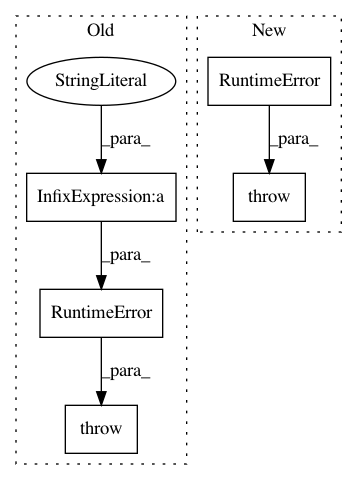 Old
StringLiteral
_para_
InfixExpression:a
_para_
RuntimeError
_para_
throw
New
RuntimeError
_para_
throw